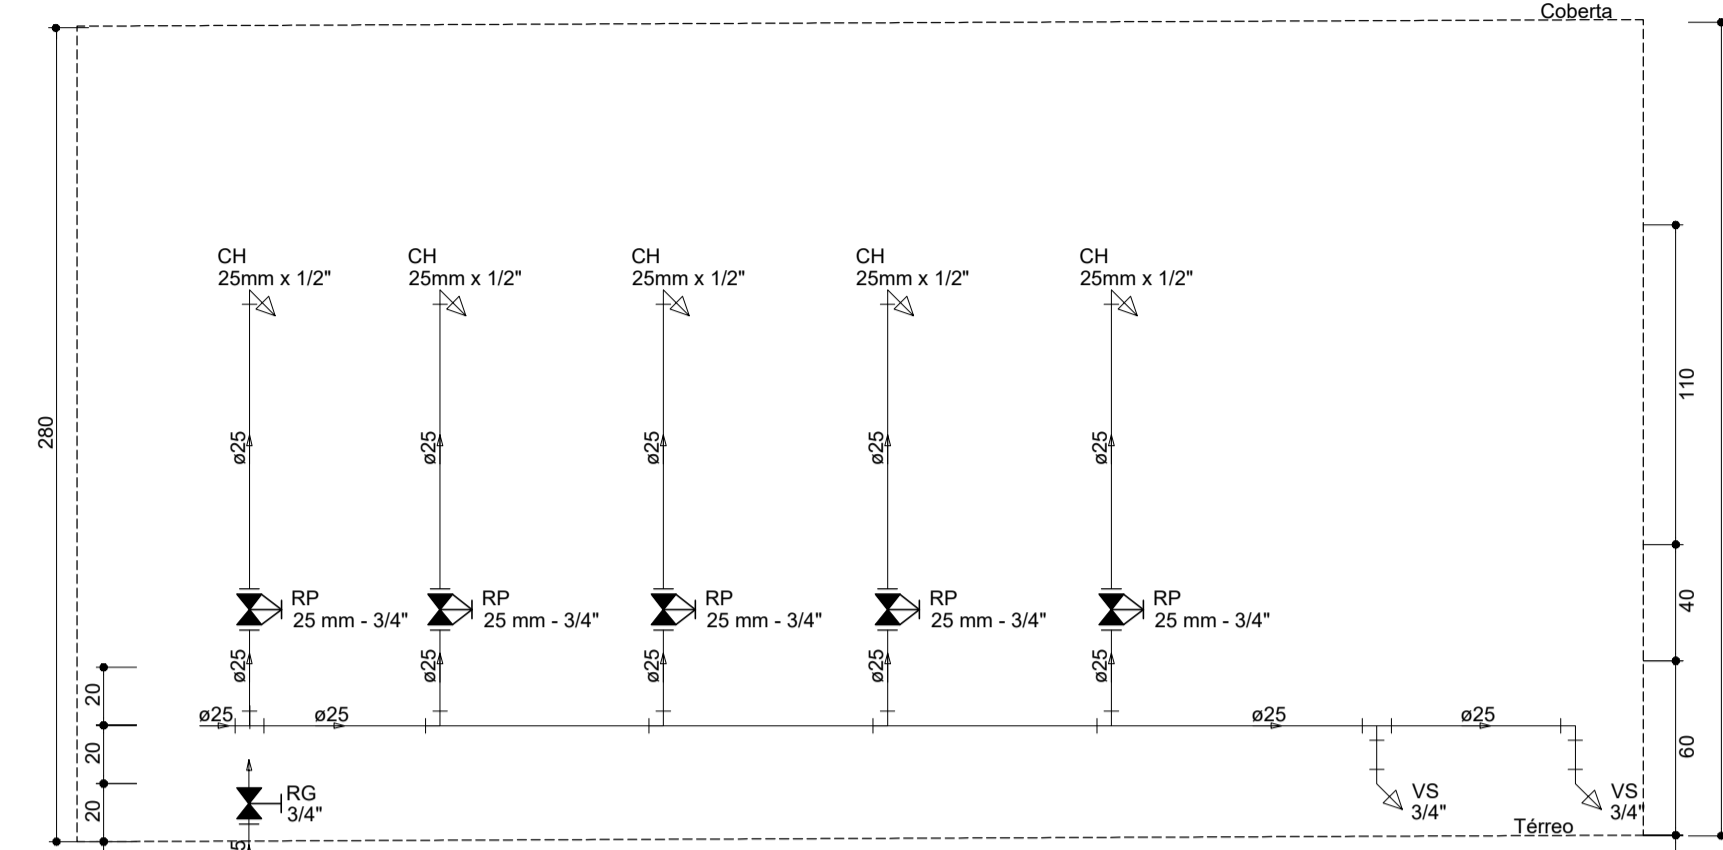 Coberta
CH
25mm x 1/2"
CH
25mm x 1/2"
CH
25mm x 1/2"
CH
25mm x 1/2"
CH
25mm x 1/2"
280
110
ø25
ø25
ø25
ø25
ø25
RP
25 mm - 3/4"
RP
25 mm - 3/4"
RP
25 mm - 3/4"
RP
25 mm - 3/4"
RP
25 mm - 3/4"
40
ø25
ø25
ø25
ø25
ø25
20
ø25
ø25
ø25
ø25
20
60
RG
3/4"
VS
3/4"
VS
3/4"
20
Térreo